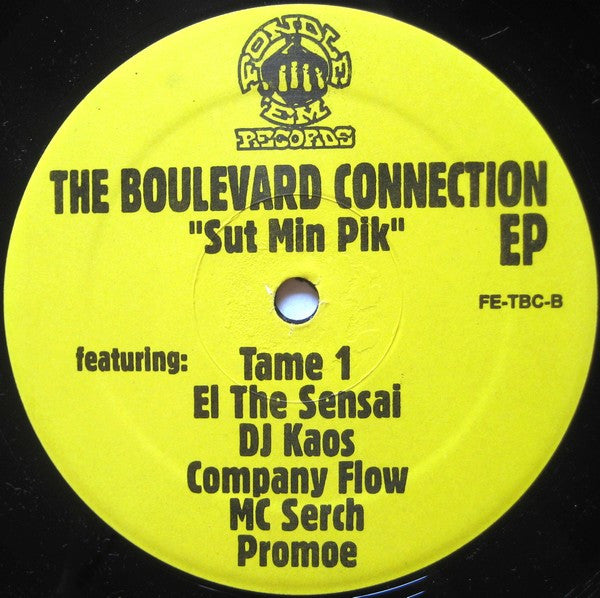 FONDLE
'EM
RECORDS
THE BOULEVARD CONNECTION
"Sut Min Pik" EP
FE-TBC-B
featuring: Tame 1
El The Sensai
DJ Kaos
Company Flow
MC Serch
Promoe